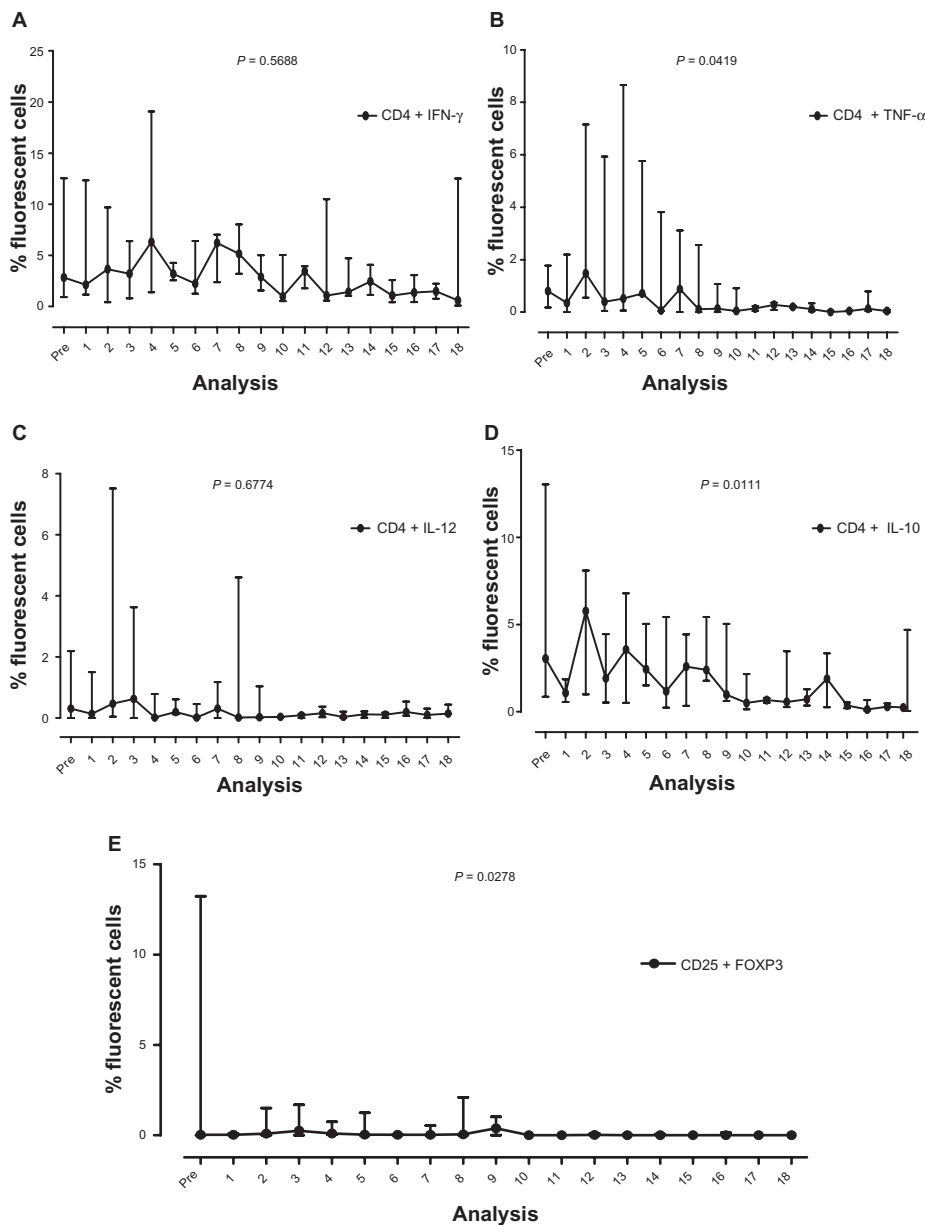 A
P = 0.5688
CD4 + IFN-γ
% fluorescent cells
25
20
15
10
5
0
Pre 1 2 3 4 5 6 7 8 9 10 11 12 13 14 15 16 17 18
Analysis
B
P = 0.0419
CD4 + TNF-α
% fluorescent cells
10
8
6
4
2
0
Pre 1 2 3 4 5 6 7 8 9 10 11 12 13 14 15 16 17 18
Analysis
C
P = 0.6774
CD4 + IL-12
% fluorescent cells
8
6
4
2
0
Pre 1 2 3 4 5 6 7 8 9 10 11 12 13 14 15 16 17 18
Analysis
D
P = 0.0111
CD4 + IL-10
% fluorescent cells
15
10
5
0
Pre 1 2 3 4 5 6 7 8 9 10 11 12 13 14 15 16 17 18
Analysis
E
P = 0.0278
CD25 + FOXP3
% fluorescent cells
15
10
5
0
Pre 1 2 3 4 5 6 7 8 9 10 11 12 13 14 15 16 17 18
Analysis